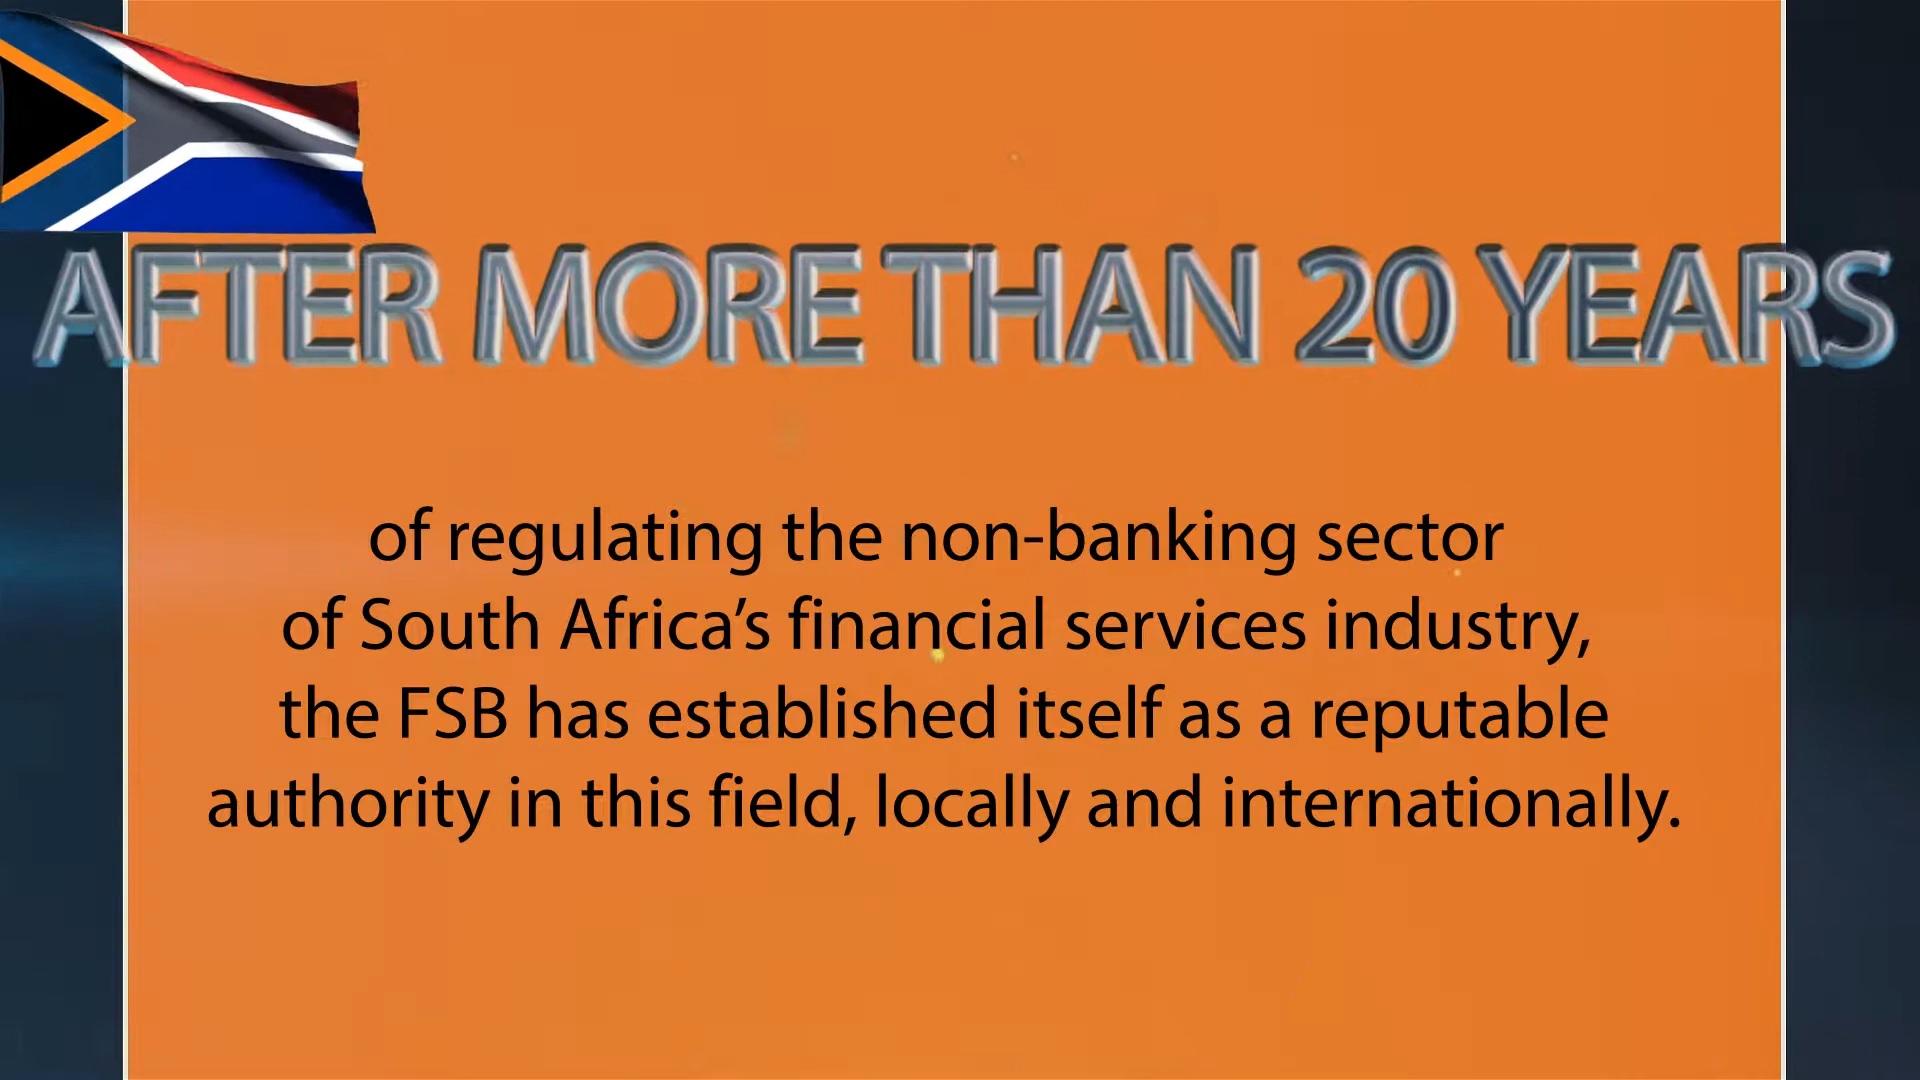 AFTER MORE THAN 20 YEARS
of regulating the non-banking sector
of South Africa’s financial services industry,
the FSB has established itself as a reputable
authority in this field, locally and internationally.